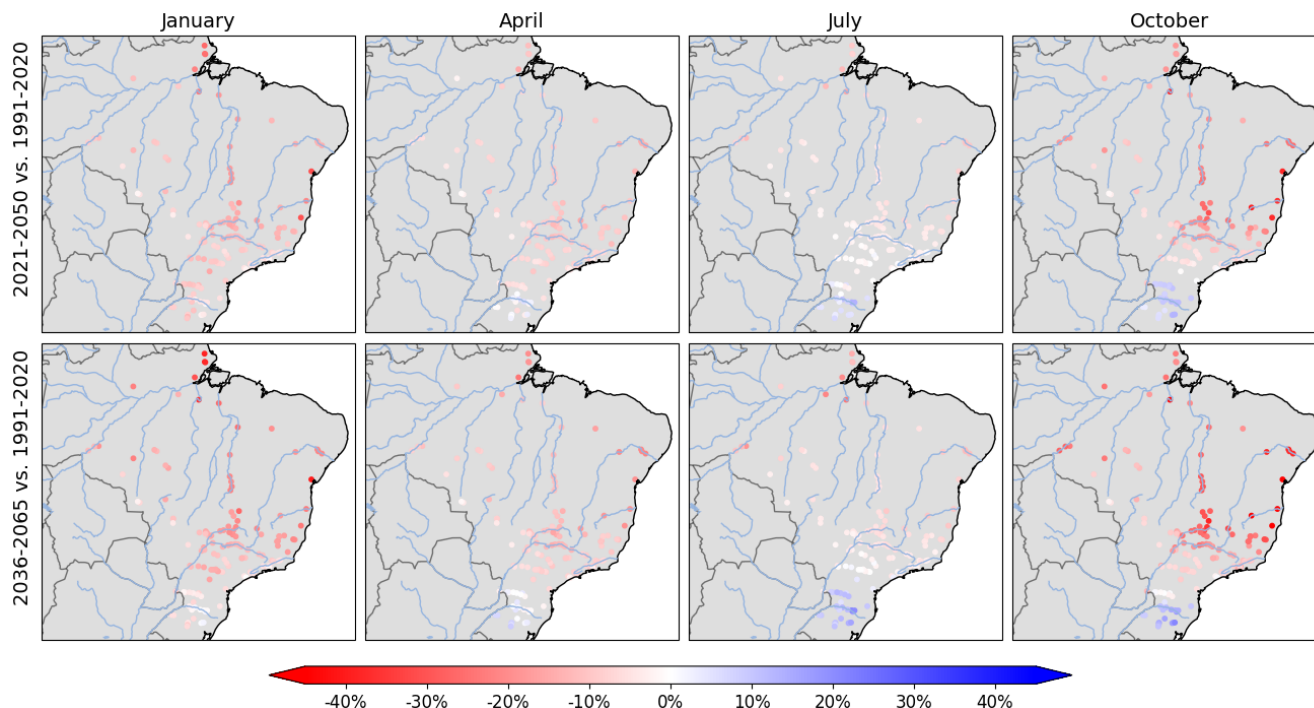 January April July October
2021-2050 vs. 1991-2020
2036-2065 vs. 1991-2020
-40% -30% -20% -10% 0% 10% 20% 30% 40%